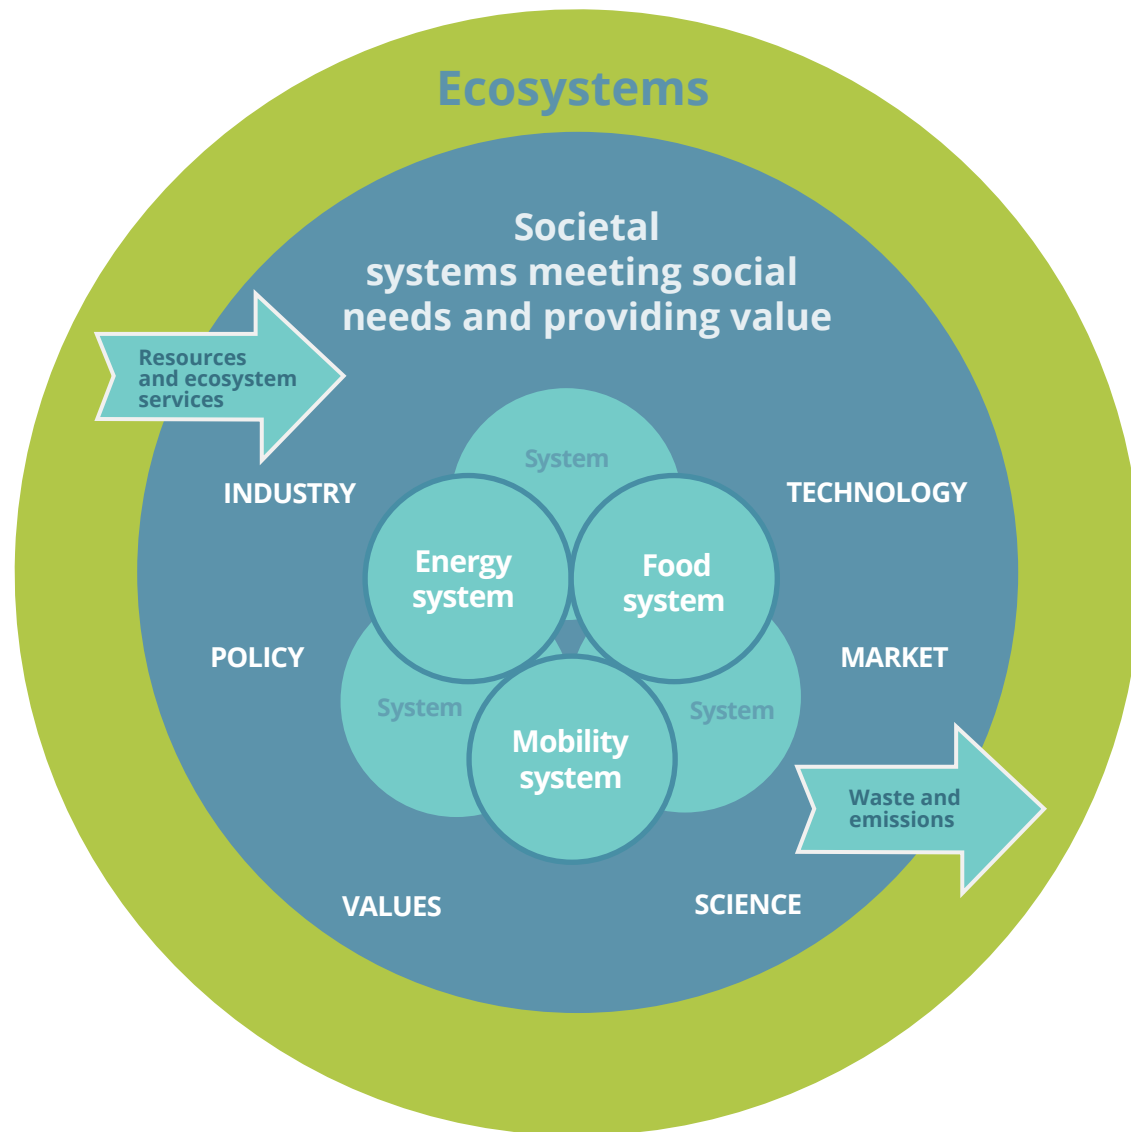 Ecosystems
Societal
systems meeting social
needs and providing value
Resources
and ecosystem
services
System
INDUSTRY
TECHNOLOGY
Energy
system
Food
system
POLICY
MARKET
System
System
Mobility
system
Waste and
emissions
VALUES
SCIENCE